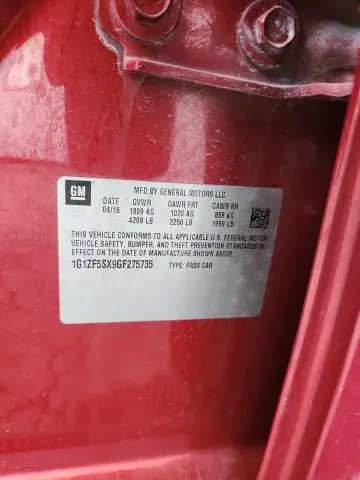 GM
MFD BY GENERAL MOTORS LLC
DATE GVWR GAWR FRT GAWR RR
04/16 1909 KG 1020 KG 889 KG
4209 LB 2250 LB 1959 LB
THIS VEHICLE CONFORMS TO ALL APPLICABLE U.S. FEDERAL MOTOR
VEHICLE SAFETY, BUMPER, AND THEFT PREVENTION STANDARDS IN
EFFECT ON THE DATE OF MANUFACTURE SHOWN ABOVE.
1G1ZF5SX9GF275735 TYPE: PASS CAR